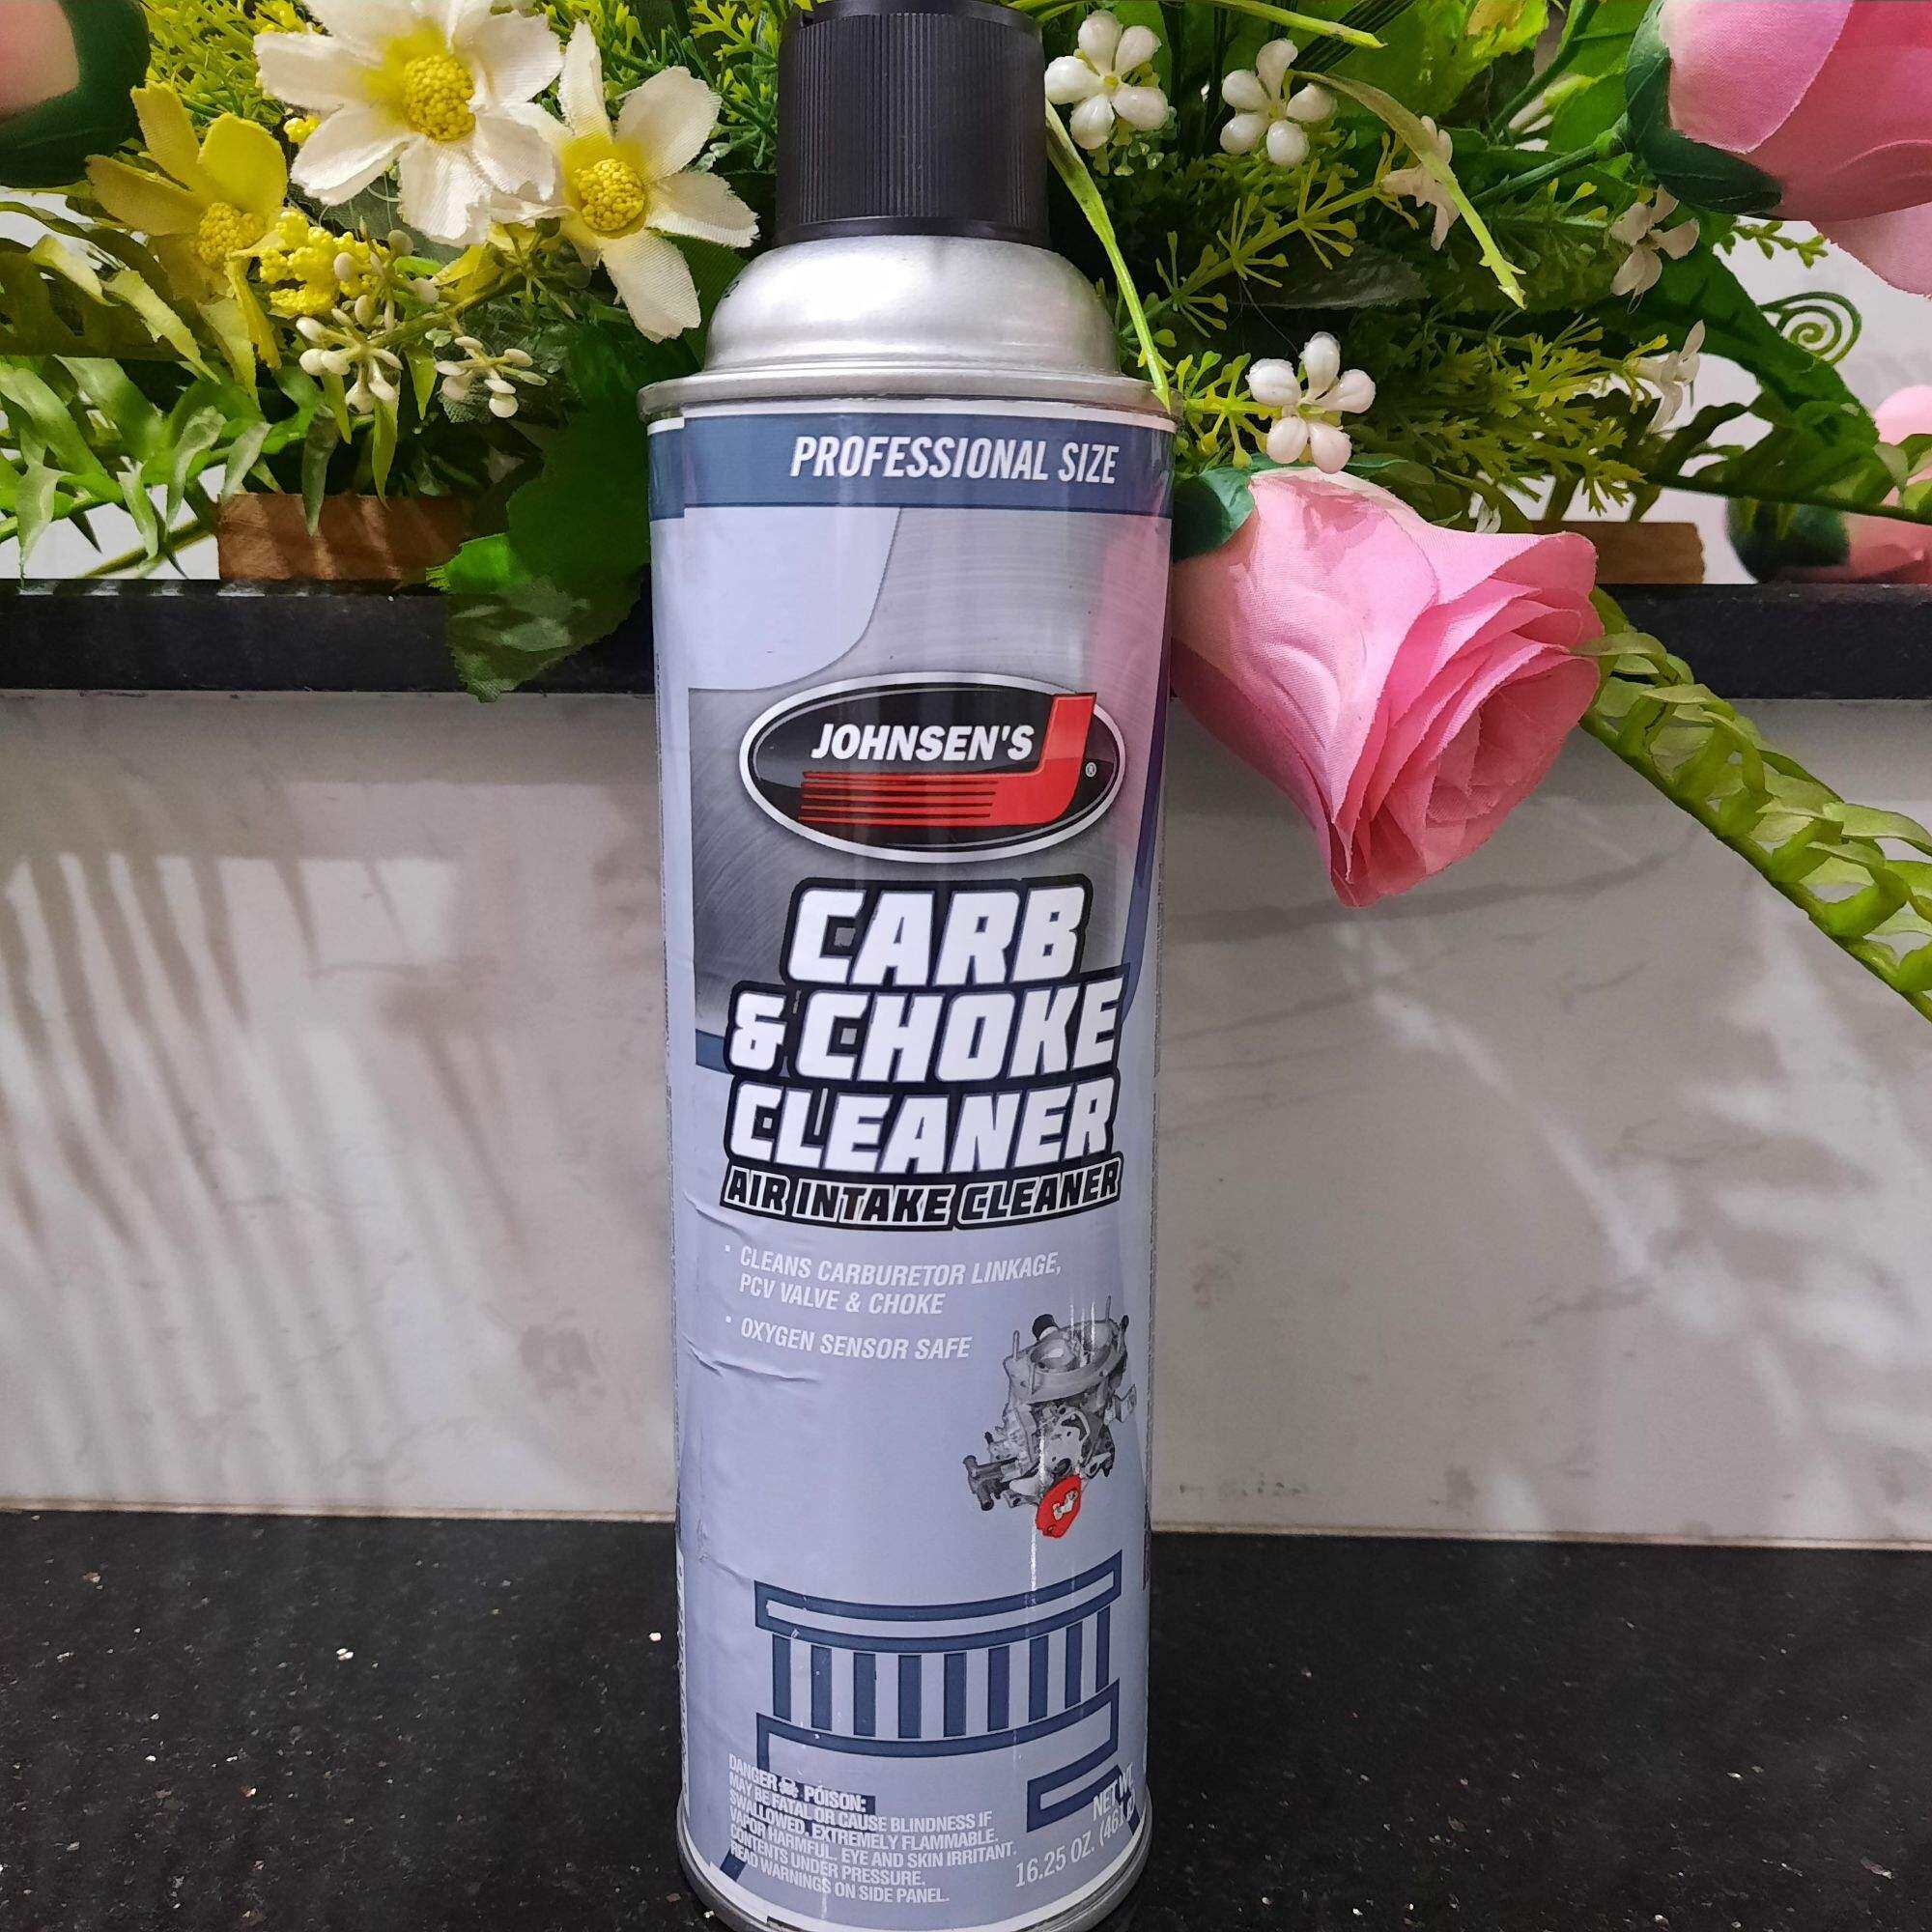 PROFESSIONAL SIZE
JOHNSEN'S
®
CARB
& CHOKE
CLEANER
AIR INTAKE CLEANER
· CLEANS CARBURETOR LINKAGE,
PCV VALVE & CHOKE
· OXYGEN SENSOR SAFE
DANGER POISON:
MAY BE FATAL OR CAUSE BLINDNESS IF
SWALLOWED. EXTREMELY FLAMMABLE.
VAPOR HARMFUL. EYE AND SKIN IRRITANT.
CONTENTS UNDER PRESSURE.
READ WARNINGS ON SIDE PANEL.
NET WT.
16.25 OZ.